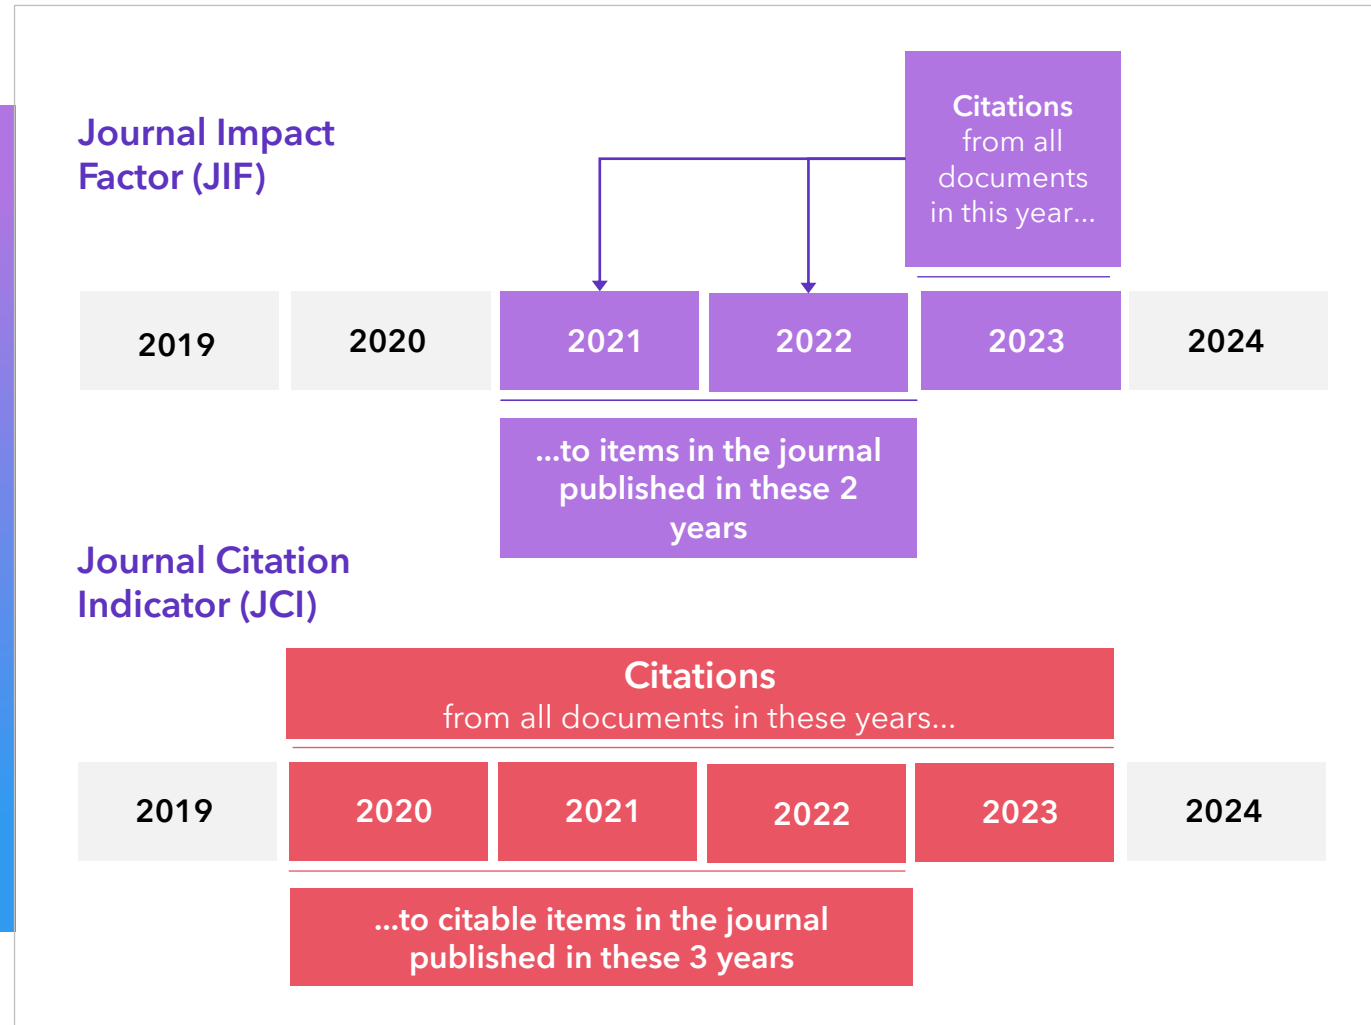 Journal Impact
Factor (JIF)
Citations
from all
documents
in this year...
2019
2020
2021
2022
2023
2024
...to items in the journal
published in these 2
years
Journal Citation
Indicator (JCI)
Citations
from all documents in these years...
2019
2020
2021
2022
2023
2024
...to citable items in the journal
published in these 3 years